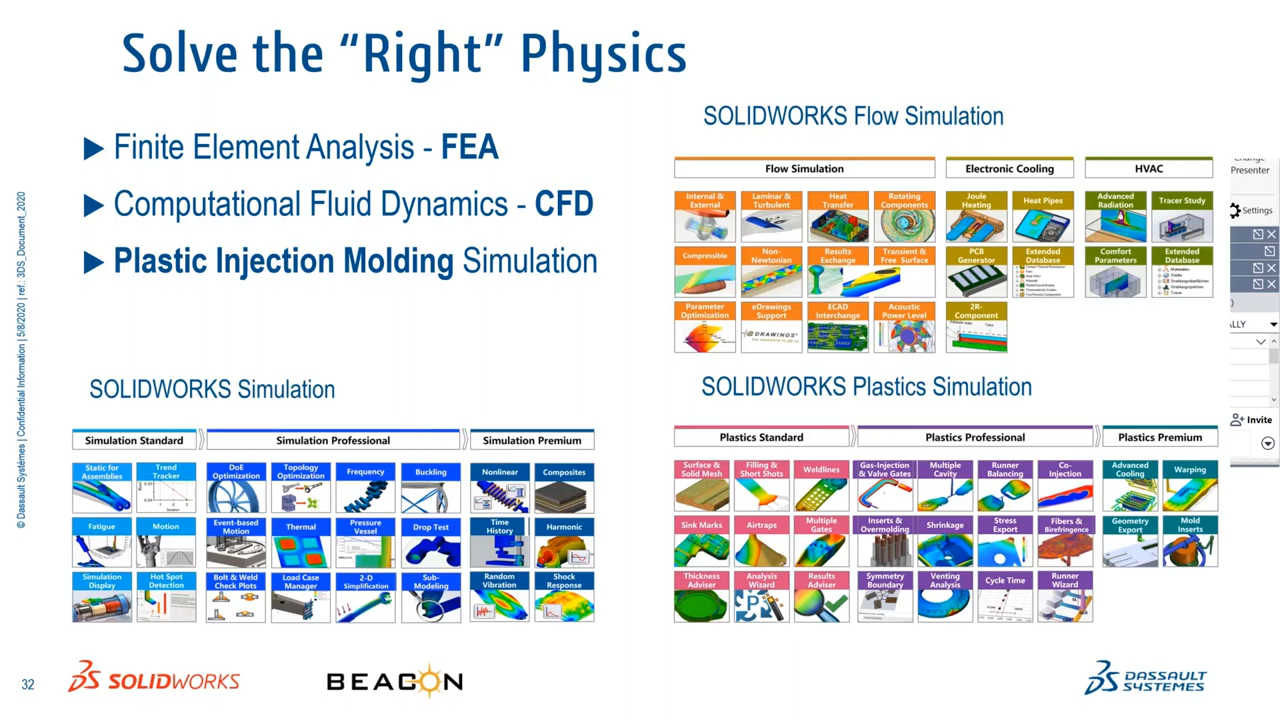 Solve the “Right” Physics
▶ Finite Element Analysis - FEA
▶ Computational Fluid Dynamics - CFD
▶ Plastic Injection Molding Simulation
SOLIDWORKS Flow Simulation
Flow Simulation
Electronic Cooling
HVAC
Internal & External
Laminar & Turbulent
Heat Transfer
Rotating Components
Joule Heating
Heat Pipes
Advanced Radiation
Tracer Study
Compressible
Non-Newtonian
Results Exchange
Transient & Free Surface
PCB Generator
Extended Database
Comfort Parameters
Extended Database
Parameter Optimization
eDrawings Support
ECAD Interchange
Acoustic Power Level
2R-Component
DRAWINGS
SOLIDWORKS Simulation
Simulation Standard
Simulation Professional
Simulation Premium
Static for Assemblies
Trend Tracker
DoE Optimization
Topology Optimization
Frequency
Buckling
Nonlinear
Composites
Fatigue
Motion
Event-based Motion
Thermal
Pressure Vessel
Drop Test
Time History
Harmonic
Simulation Display
Hot Spot Detection
Bolt & Weld Check Plots
Load Case Manager
2-D Simplification
Sub-Modeling
Random Vibration
Shock Response
SOLIDWORKS Plastics Simulation
Plastics Standard
Plastics Professional
Plastics Premium
Surface & Solid Mesh
Filling & Short Shots
Weldlines
Gas-Injection & Valve Gates
Multiple Cavity
Runner Balancing
Co-Injection
Advanced Cooling
Warping
Sink Marks
Airtraps
Multiple Gates
Inserts & Overmolding
Shrinkage
Stress Export
Fibers & Birefringence
Geometry Export
Mold Inserts
Thickness Adviser
Analysis Wizard
Results Adviser
Symmetry Boundary
Venting Analysis
Cycle Time
Runner Wizard
Change
Presenter
Settings
ALLY
Invite
© Dassault Systèmes | Confidential Information | 5/8/2020 | ref.: 3DS_Document_2020
32
SOLIDWORKS
BEACON
DASSAULT SYSTEMES